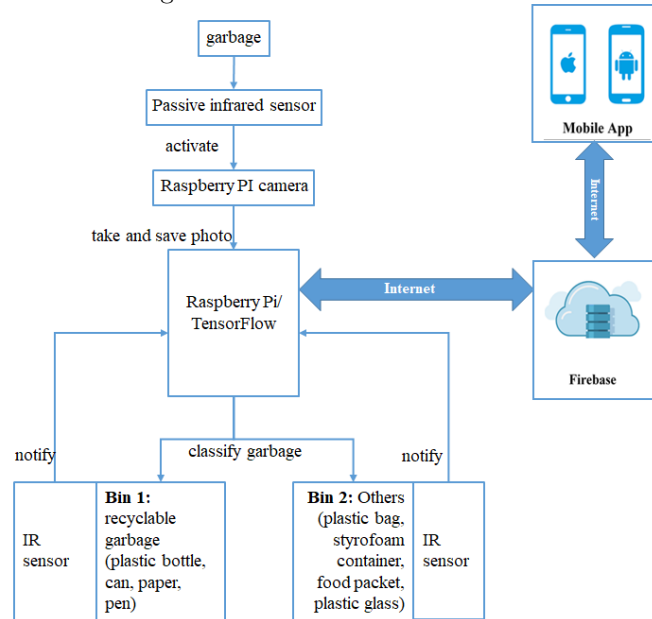 garbage
Passive infrared sensor
activate
Raspberry PI camera
take and save photo
Raspberry Pi/
TensorFlow
Internet
Mobile App
Internet
Firebase
notify
classify garbage
notify
IR
sensor
Bin 1:
recyclable
garbage
(plastic bottle,
can, paper,
pen)
Bin 2: Others
(plastic bag,
styrofoam
container,
food packet,
plastic glass)
IR
sensor